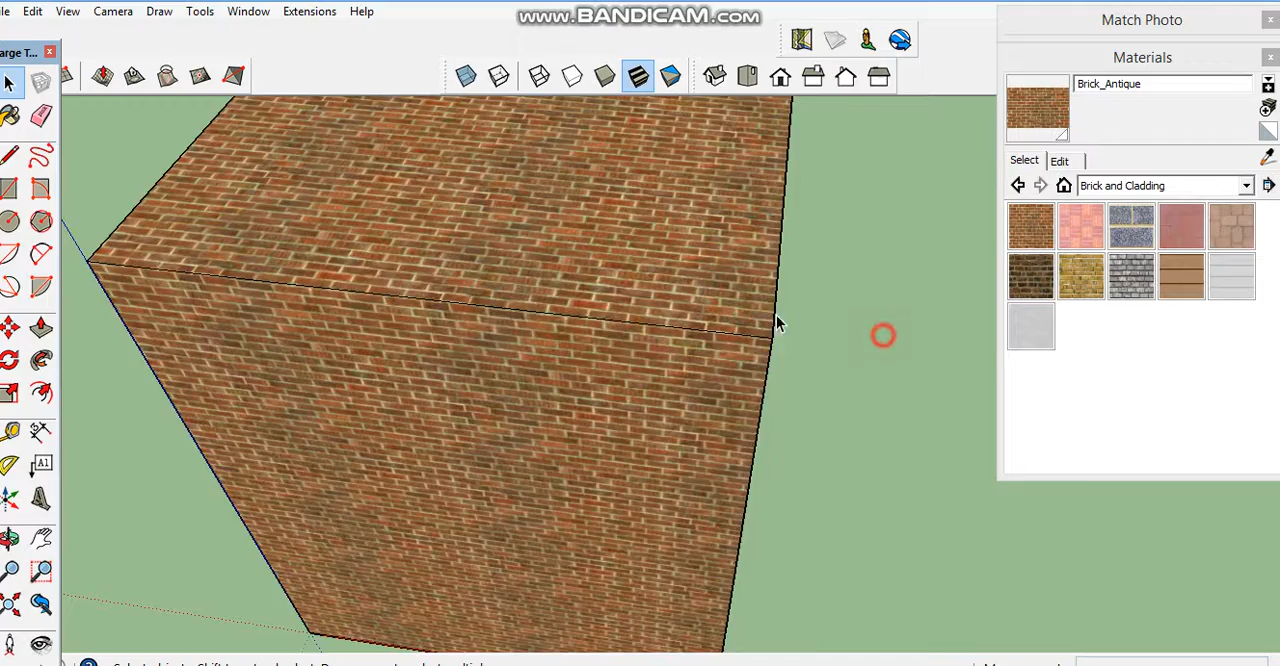 www.BANDICAM.com
Edit View Camera Draw Tools Window Extensions Help
Match Photo
Materials
Brick_Antique
Select Edit
Brick and Cladding
A1